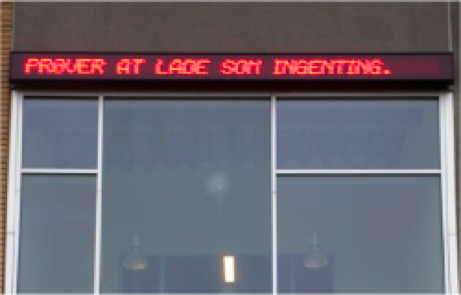 PRØVER AT LADE SOM INGENTING.